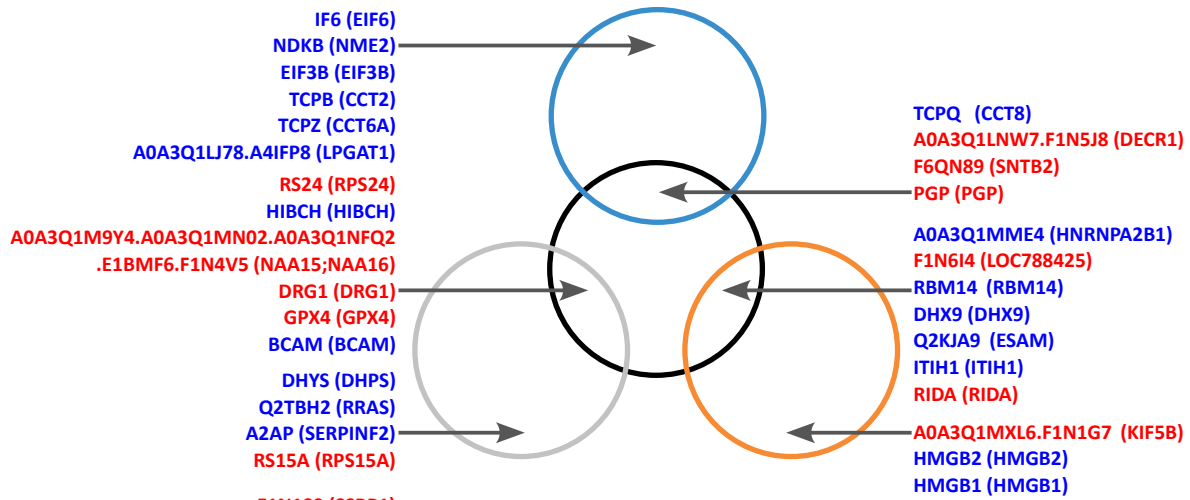 IF6 (EIF6)
NDKB (NME2)
EIF3B (EIF3B)
TCPB (CCT2)
TCPZ (CCT6A)
A0A3Q1LJ78.A4IFP8 (LPGAT1)
RS24 (RPS24)
HIBCH (HIBCH)
A0A3Q1M9Y4.A0A3Q1MN02.A0A3Q1NFQ2
.E1BMF6.F1N4V5 (NAA15;NAA16)
DRG1 (DRG1)
GPX4 (GPX4)
BCAM (BCAM)
DHYS (DHPS)
Q2TBH2 (RRAS)
A2AP (SERPINF2)
RS15A (RPS15A)
TCPQ (CCT8)
A0A3Q1LNW7.F1N5J8 (DECR1)
F6QN89 (SNTB2)
PGP (PGP)
A0A3Q1MME4 (HNRNPA2B1)
F1N6I4 (LOC788425)
RBM14 (RBM14)
DHX9 (DHX9)
Q2KJA9 (ESAM)
ITIH1 (ITIH1)
RIDA (RIDA)
A0A3Q1MXL6.F1N1G7 (KIF5B)
HMGB2 (HMGB2)
HMGB1 (HMGB1)